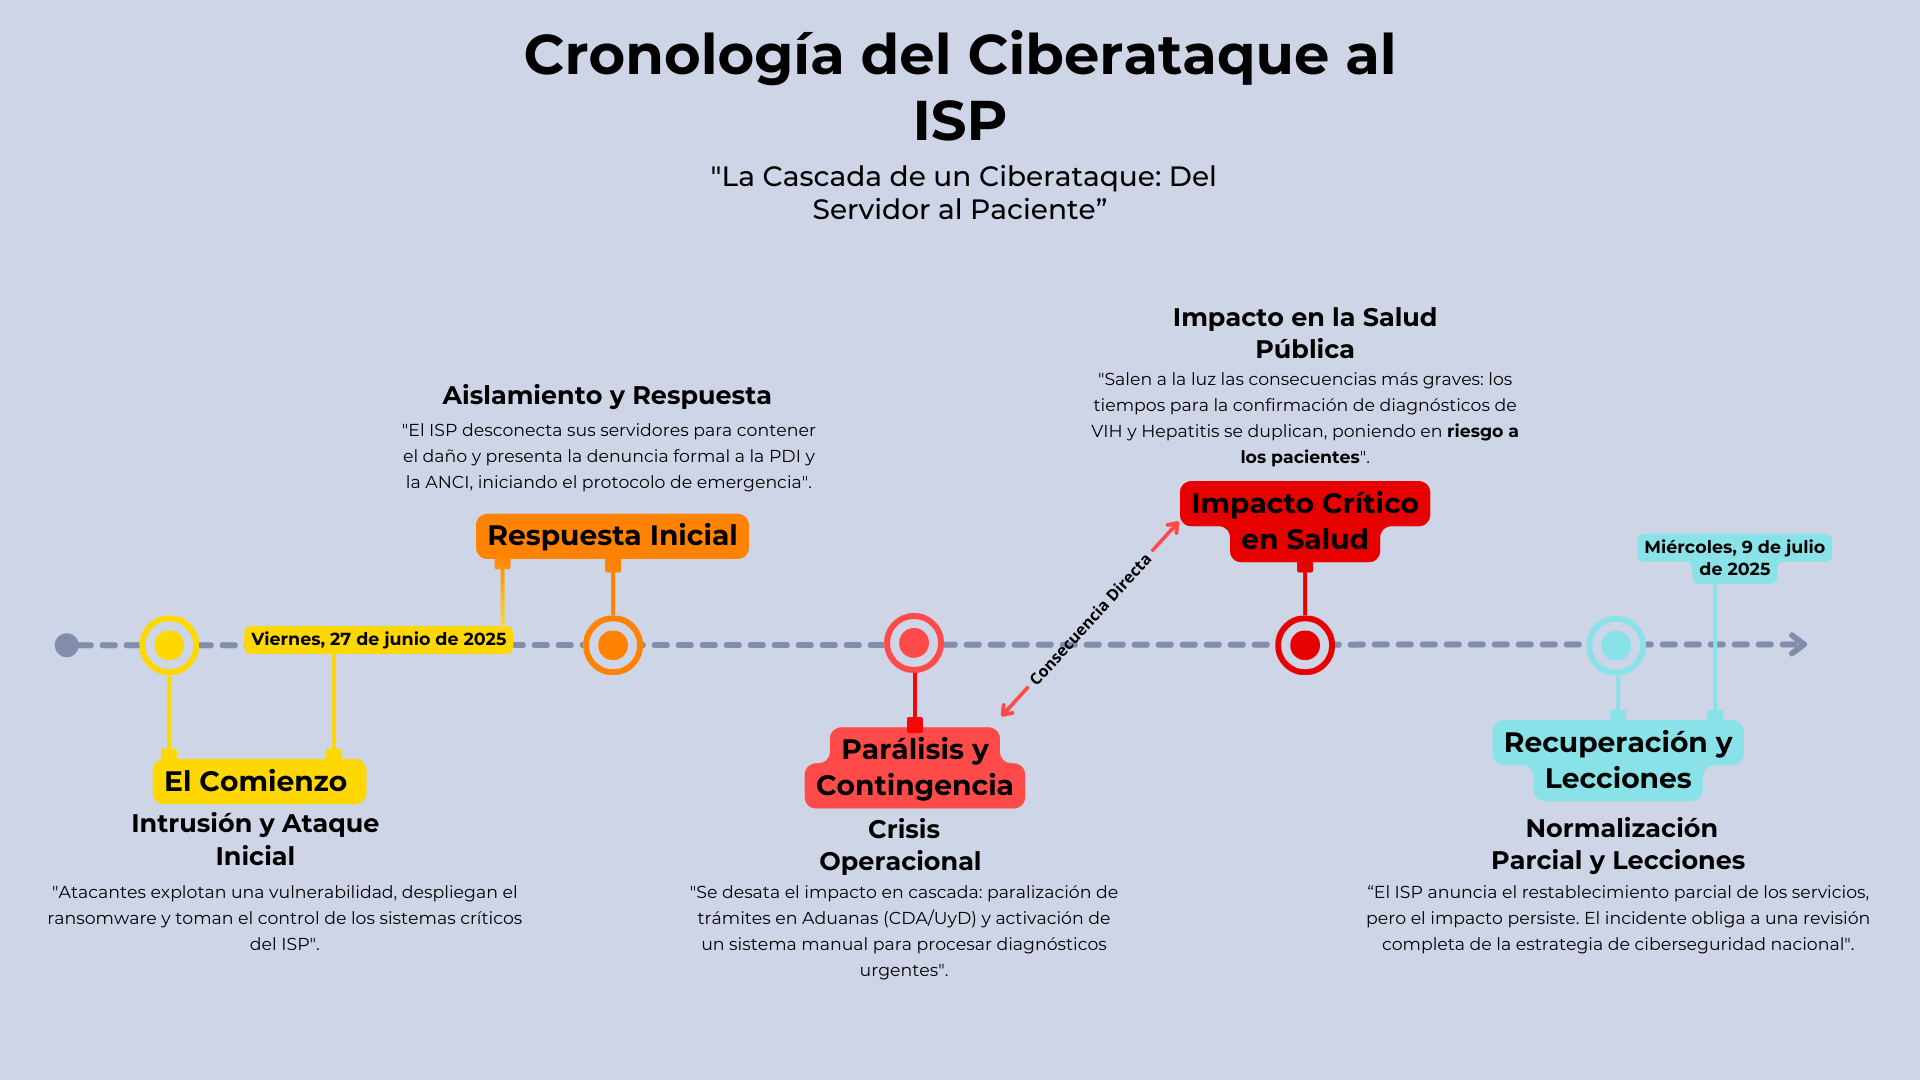 Cronología del Ciberataque al
ISP
"La Cascada de un Ciberataque: Del
Servidor al Paciente”
Impacto en la Salud
Pública
"Salen a la luz las consecuencias más graves: los
tiempos para la confirmación de diagnósticos de
VIH y Hepatitis se duplican, poniendo en riesgo a
los pacientes".
Impacto Crítico
en Salud
Aislamiento y Respuesta
"El ISP desconecta sus servidores para contener
el daño y presenta la denuncia formal a la PDI y
la ANCI, iniciando el protocolo de emergencia".
Respuesta Inicial
Miércoles, 9 de julio
de 2025
Viernes, 27 de junio de 2025
Consecuencia Directa
El Comienzo
Intrusión y Ataque
Inicial
"Atacantes explotan una vulnerabilidad, despliegan el
ransomware y toman el control de los sistemas críticos
del ISP".
Parálisis y
Contingencia
Crisis
Operacional
"Se desata el impacto en cascada: paralización de
trámites en Aduanas (CDA/UyD) y activación de
un sistema manual para procesar diagnósticos
urgentes".
Recuperación y
Lecciones
Normalización
Parcial y Lecciones
“El ISP anuncia el restablecimiento parcial de los servicios,
pero el impacto persiste. El incidente obliga a una revisión
completa de la estrategia de ciberseguridad nacional".